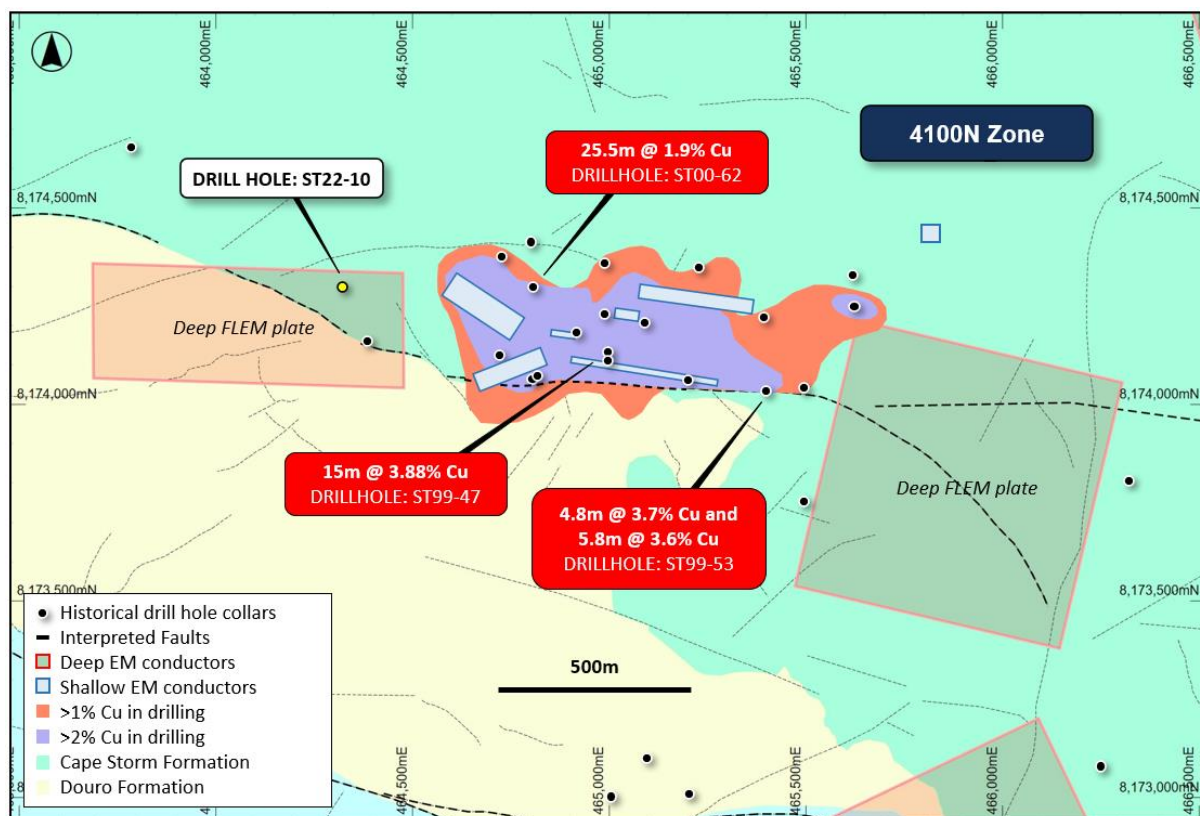 464,000mE
464,500mE
465,000mE
465,500mE
466,000mE
466,500mE
4100N Zone
25.5m @ 1.9% Cu
DRILLHOLE: ST00-62
DRILL HOLE: ST22-10
8,174,500mN
8,174,500mN
Deep FLEM plate
8,174,000mN
8,174,000mN
15m @ 3.88% Cu
DRILLHOLE: ST99-47
4.8m @ 3.7% Cu and
5.8m @ 3.6% Cu
DRILLHOLE: ST99-53
Deep FLEM plate
8,173,500mN
8,173,500mN
Historical drill hole collars
Interpreted Faults
Deep EM conductors
Shallow EM conductors
>1% Cu in drilling
>2% Cu in drilling
Cape Storm Formation
Douro Formation
500m
464,500mE
465,000mE
465,500mE
466,000mE
8,173,000mN